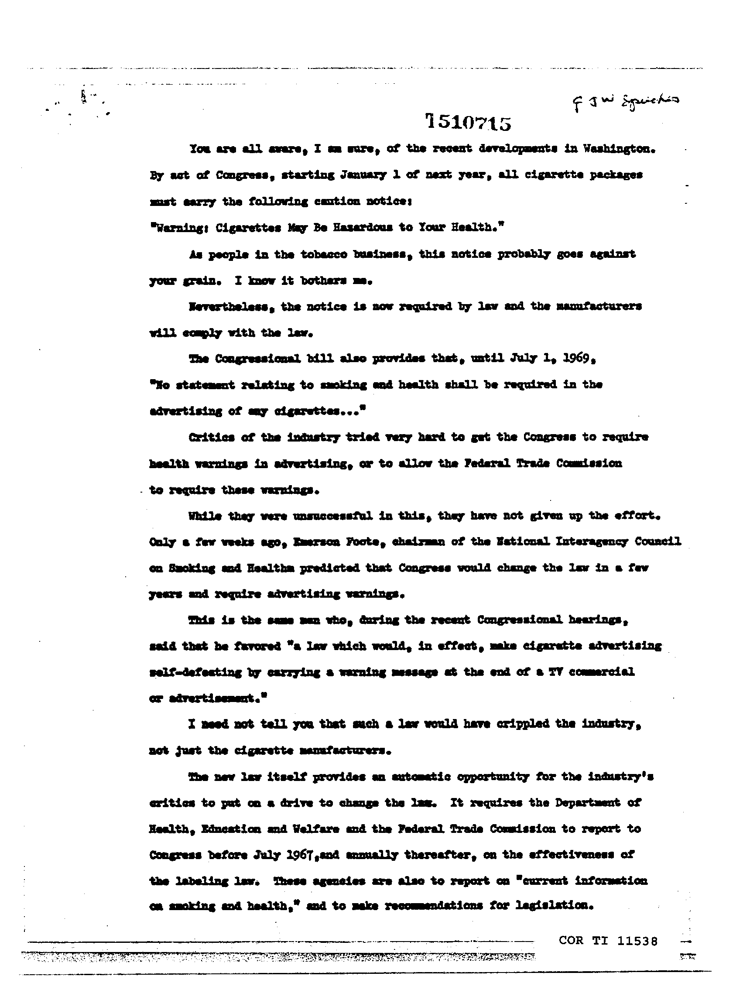 1510715
You are all aware, I am sure, of the recent developments in Washington.
By act of Congress, starting January 1 of next year, all cigarette packages
must carry the following caution notice:
"Warning: Cigarettes May Be Hazardous to Your Health."
As people in the tobacco business, this notice probably goes against
your grain. I know it bothers me.
Nevertheless, the notice is now required by law and the manufacturers
will comply with the law.
The Congressional bill also provides that, until July 1, 1969,
"No statement relating to smoking and health shall be required in the
advertising of any cigarettes..."
Critics of the industry tried very hard to get the Congress to require
health warnings in advertising, or to allow the Federal Trade Commission
to require these warnings.
While they were unsuccessful in this, they have not given up the effort.
Only a few weeks ago, Emerson Foote, chairman of the National Interagency Council
on Smoking and Healthm predicted that Congress would change the law in a few
years and require advertising warnings.
This is the same man who, during the recent Congressional hearings,
said that he favored "a law which would, in effect, make cigarette advertising
self-defeating by carrying a warning message at the end of a TV commercial
or advertisement."
I need not tell you that such a law would have crippled the industry,
not just the cigarette manufacturers.
The new law itself provides an automatic opportunity for the industry's
critics to put on a drive to change the law. It requires the Department of
Health, Education and Welfare and the Federal Trade Commission to report to
Congress before July 1967,and annually thereafter, on the effectiveness of
the labeling law. These agencies are also to report on "current information
on smoking and health," and to make recommendations for legislation.
COR TI 11538